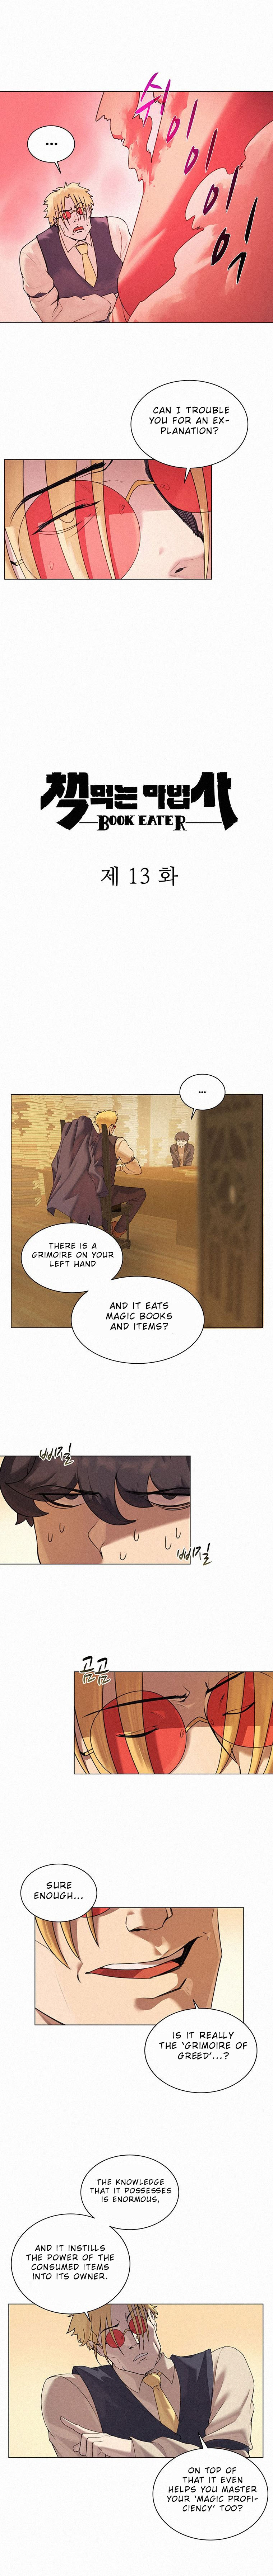 쉬이이이익
...
CAN I TROUBLE
YOU FOR AN EX-
PLANATION?
책 먹는 마법사
BOOK EATER
제 13 화
...
THERE IS A
GRIMOIRE ON YOUR
LEFT HAND
AND IT EATS
MAGIC BOOKS
AND ITEMS?
삐질
삐질
곰곰
SURE
ENOUGH...
IS IT REALLY
THE 'GRIMOIRE OF
GREED'...?
THE KNOWLEDGE
THAT IT POSSESSES
IS ENORMOUS,
AND IT INSTILLS
THE POWER OF THE
CONSUMED ITEMS
INTO ITS OWNER.
ON TOP OF
THAT IT EVEN
HELPS YOU MASTER
YOUR 'MAGIC PROFI-
CIENCY' TOO?